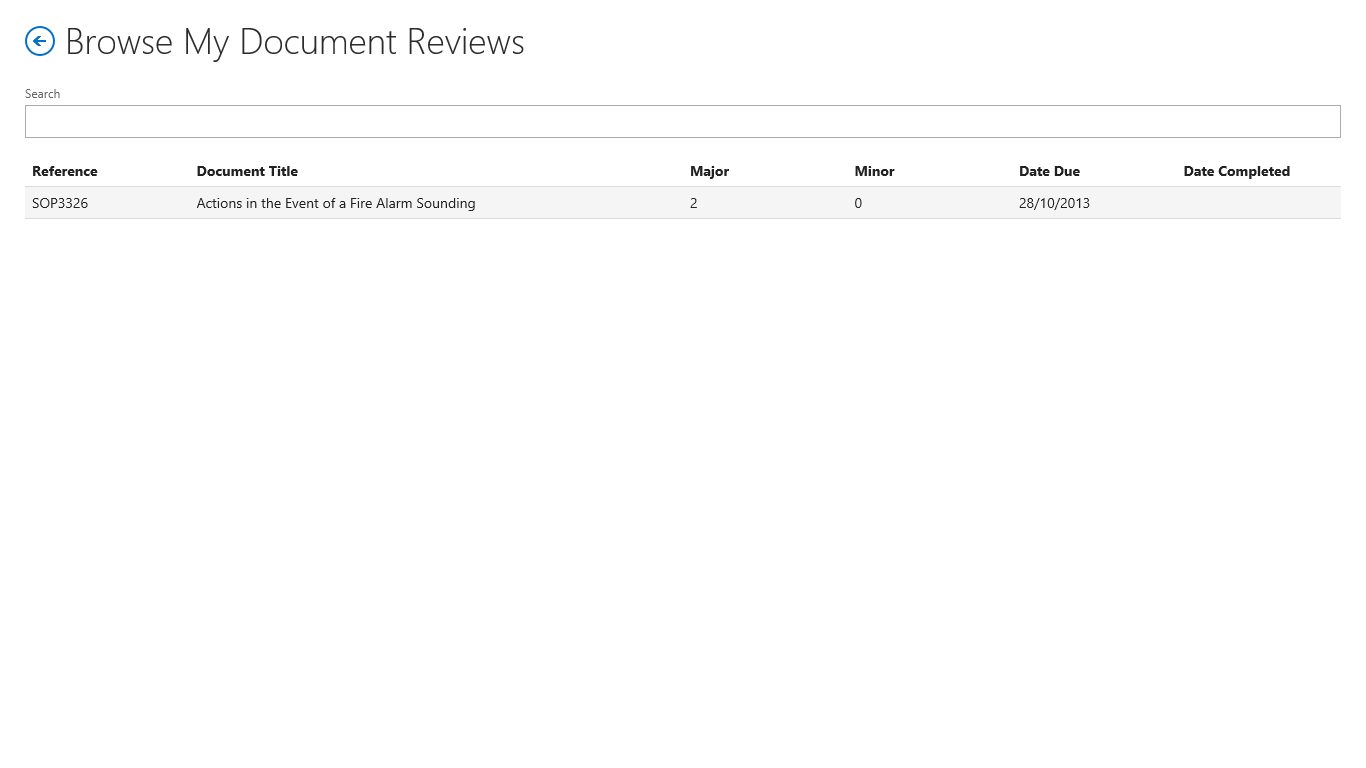 Browse My Document Reviews
Search
Reference Document Title Major Minor Date Due Date Completed
SOP3326 Actions in the Event of a Fire Alarm Sounding 2 0 28/10/2013